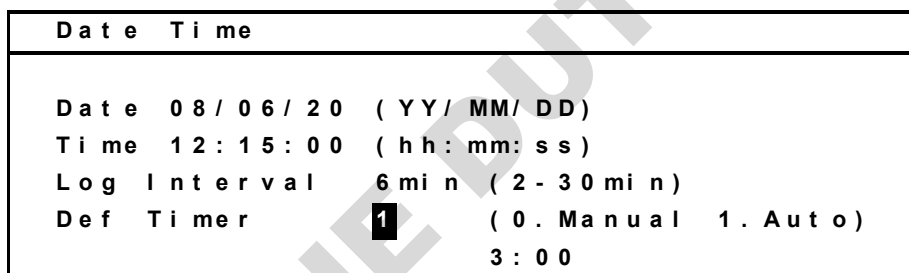 Date Time
Date 08/06/20 (YY/MM/DD)
Time 12:15:00 (hh:mm:ss)
Log Interval 6min (2-30min)
Def Timer 1 (0.Manual 1.Auto)
3:00